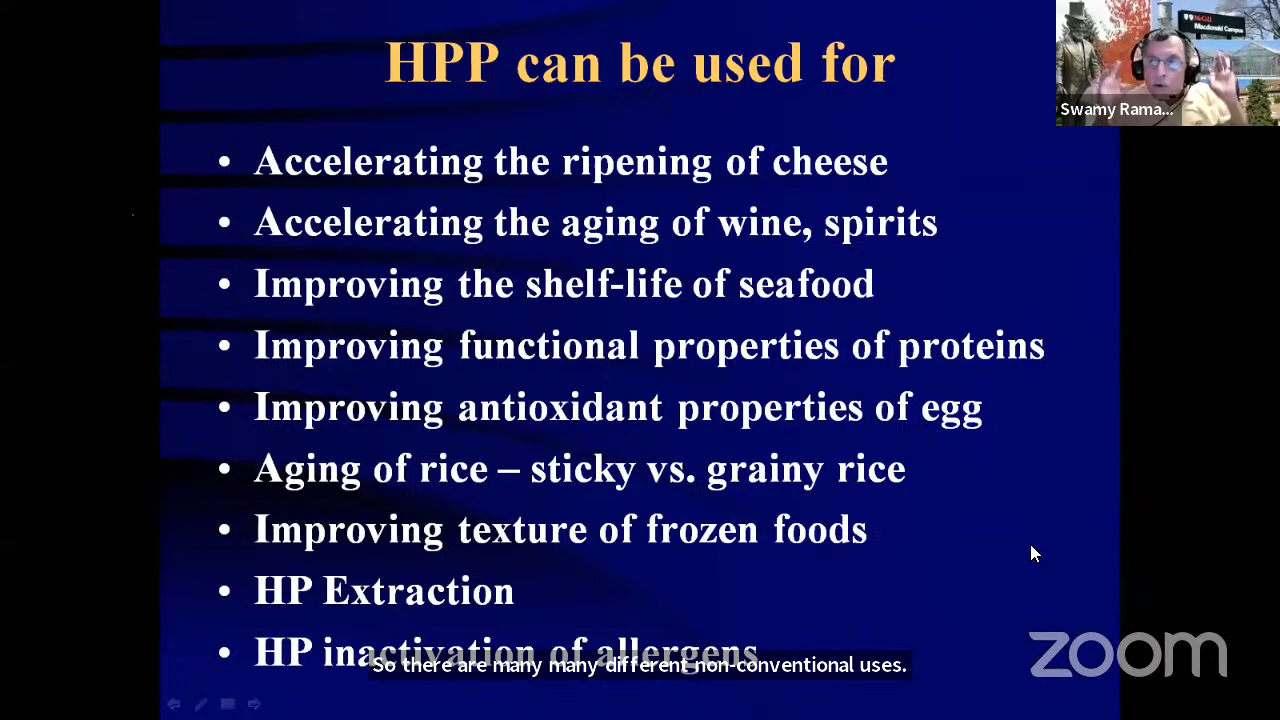 HPP can be used for
McGill
Macdonald Campus
Swamy Rama...
• Accelerating the ripening of cheese
• Accelerating the aging of wine, spirits
• Improving the shelf-life of seafood
• Improving functional properties of proteins
• Improving antioxidant properties of egg
• Aging of rice – sticky vs. grainy rice
• Improving texture of frozen foods
• HP Extraction
• HP inactivation of allergens
So there are many many different non-conventional uses.
zoom